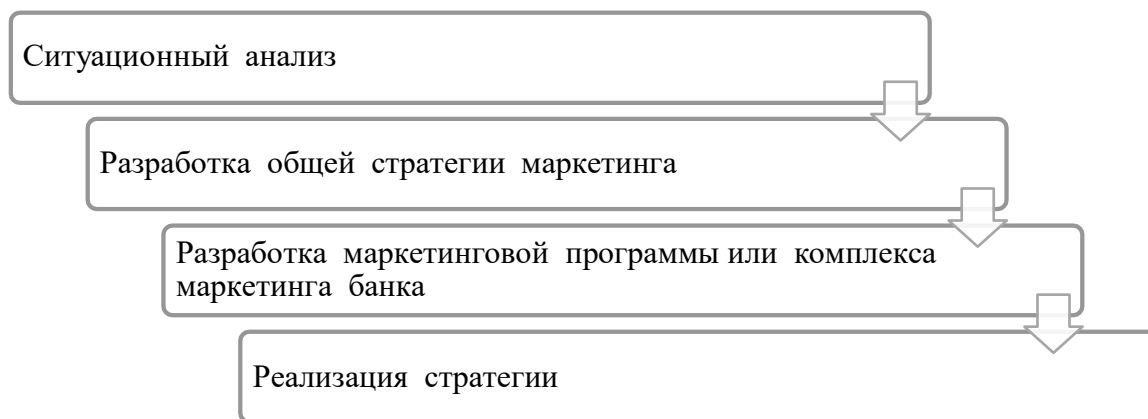 Ситуационный анализ
Разработка общей стратегии маркетинга
Разработка маркетинговой программы или комплекса
маркетинга банка
Реализация стратегии